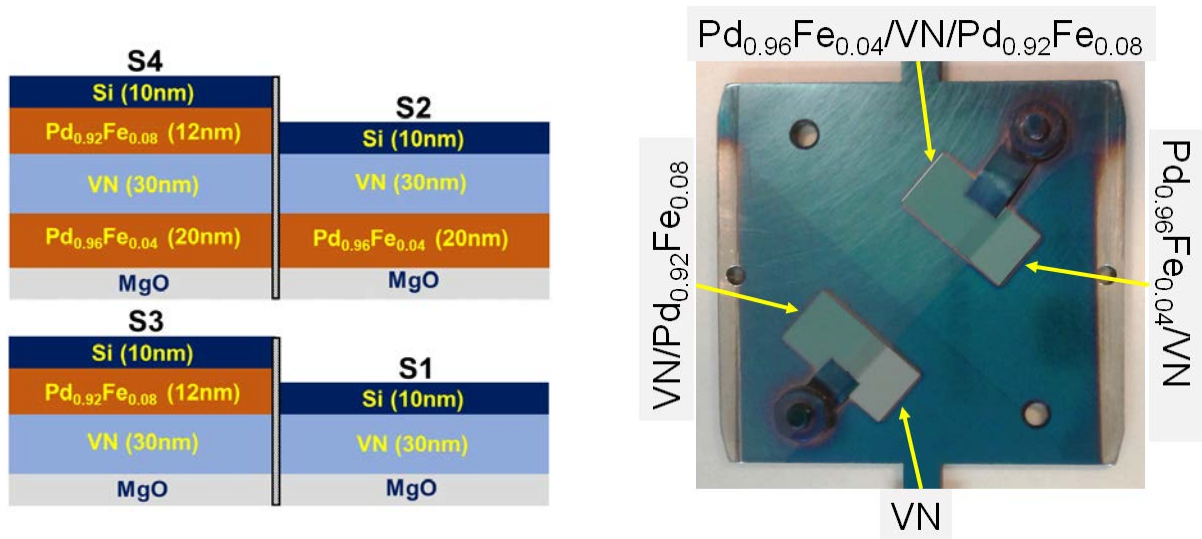 S4
Si (10nm)
Pd₀.₉₂Fe₀.₀₈ (12nm)
VN (30nm)
Pd₀.₉₆Fe₀.₀₄ (20nm)
MgO
S2
Si (10nm)
VN (30nm)
Pd₀.₉₆Fe₀.₀₄ (20nm)
MgO
S3
Si (10nm)
Pd₀.₉₂Fe₀.₀₈ (12nm)
VN (30nm)
MgO
S1
Si (10nm)
VN (30nm)
MgO
Pd₀.₉₆Fe₀.₀₄/VN/Pd₀.₉₂Fe₀.₀₈
VN/Pd₀.₉₂Fe₀.₀₈
Pd₀.₉₆Fe₀.₀₄/VN
VN